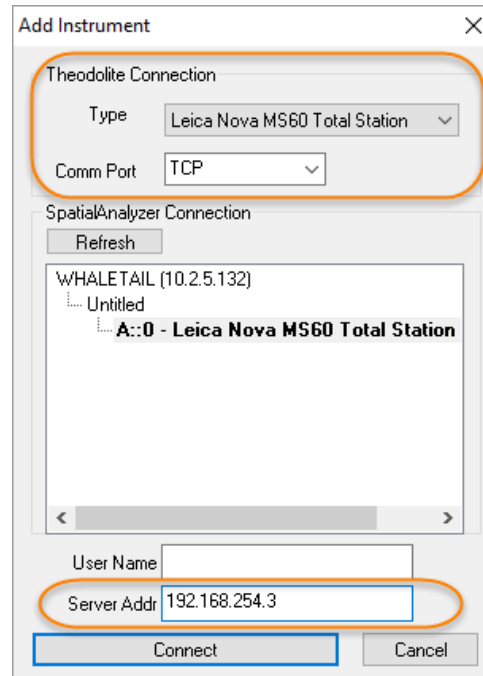 Add Instrument
Theodolite Connection
Type Leica Nova MS60 Total Station
Comm Port TCP
SpatialAnalyzer Connection
Refresh
WHALETAIL (10.2.5.132)
Untitled
A::0 - Leica Nova MS60 Total Station
User Name
Server Addr 192.168.254.3
Connect Cancel